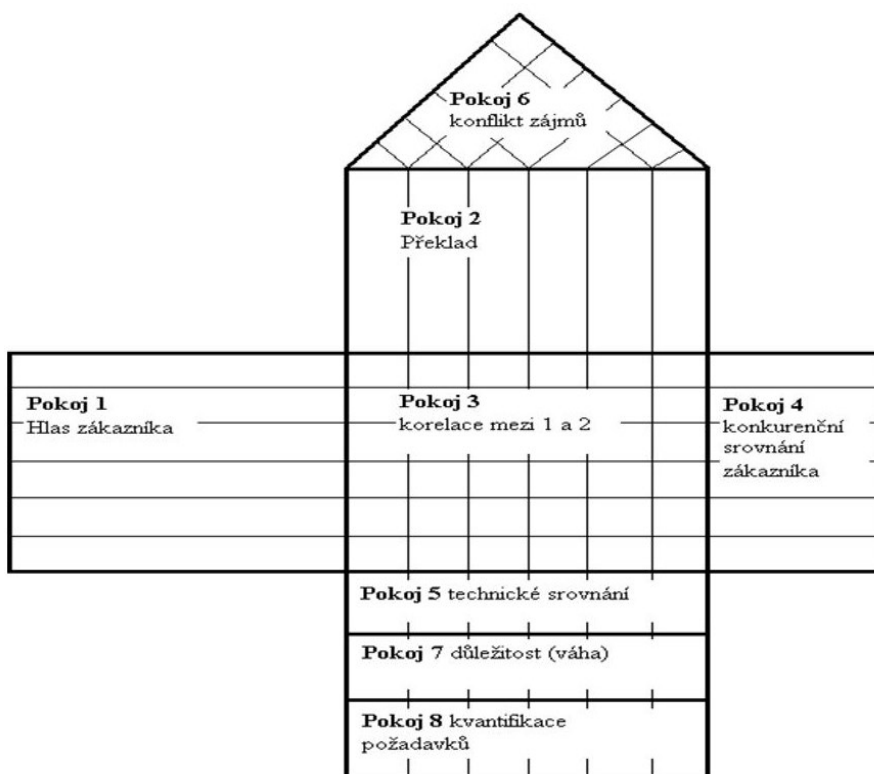 Pokoj 6
konflikt zájmů
Pokoj 2
Překlad
Pokoj 1
Hlas zákazníka
Pokoj 3
korelace mezi 1 a 2
Pokoj 4
konkurenční
srovnání
zákazníka
Pokoj 5 technické srovnání
Pokoj 7 důležitost (váha)
Pokoj 8 kvantifikace
požadavků